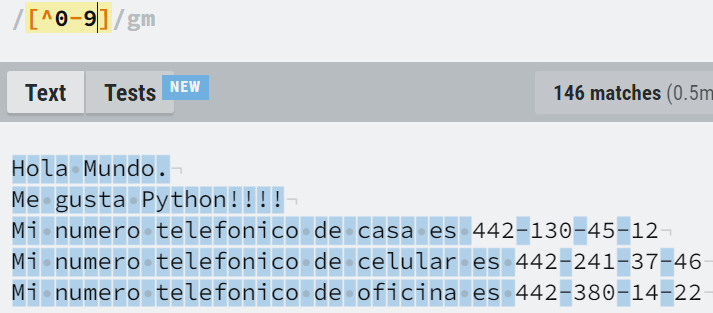 /[^0-9]/gm
Text Tests NEW 146 matches (0.5m
Hola Mundo.
Me gusta Python!!!!
Mi numero telefonico de casa es 442-130-45-12
Mi numero telefonico de celular es 442-241-37-46
Mi numero telefonico de oficina es 442-380-14-22